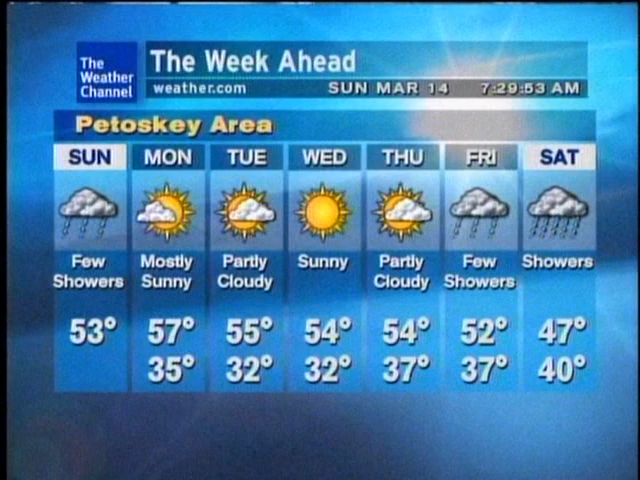 The Weather Channel
The Week Ahead
weather.com SUN MAR 14 7:29:53 AM
Petoskey Area
SUN MON TUE WED THU FRI SAT
Few Showers Mostly Sunny Partly Cloudy Sunny Partly Cloudy Few Showers Showers
53° 57° 55° 54° 54° 52° 47°
35° 32° 32° 37° 37° 40°